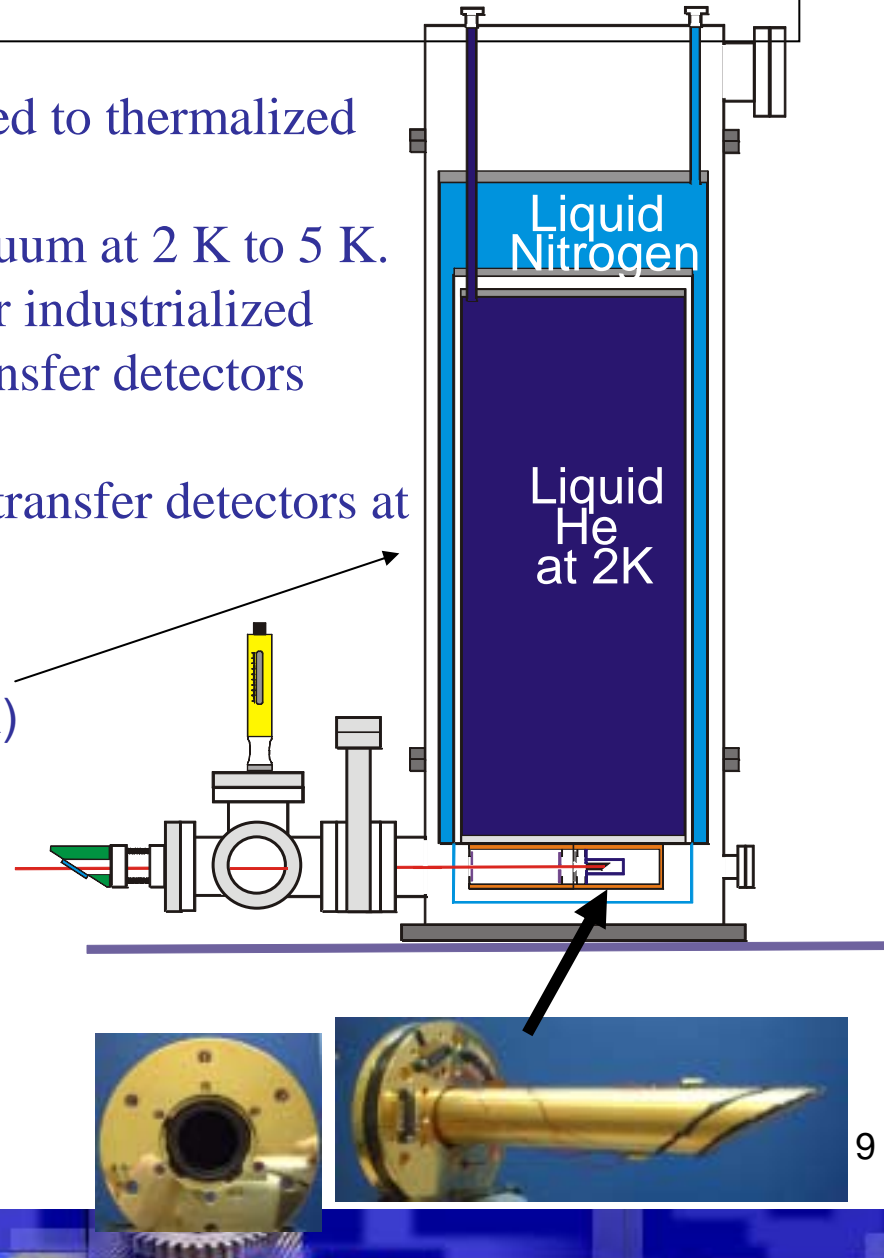 ed to thermalized
uum at 2 K to 5 K.
r industrialized
nsfer detectors
transfer detectors at
)
Liquid
Nitrogen
Liquid
He
at 2K
9